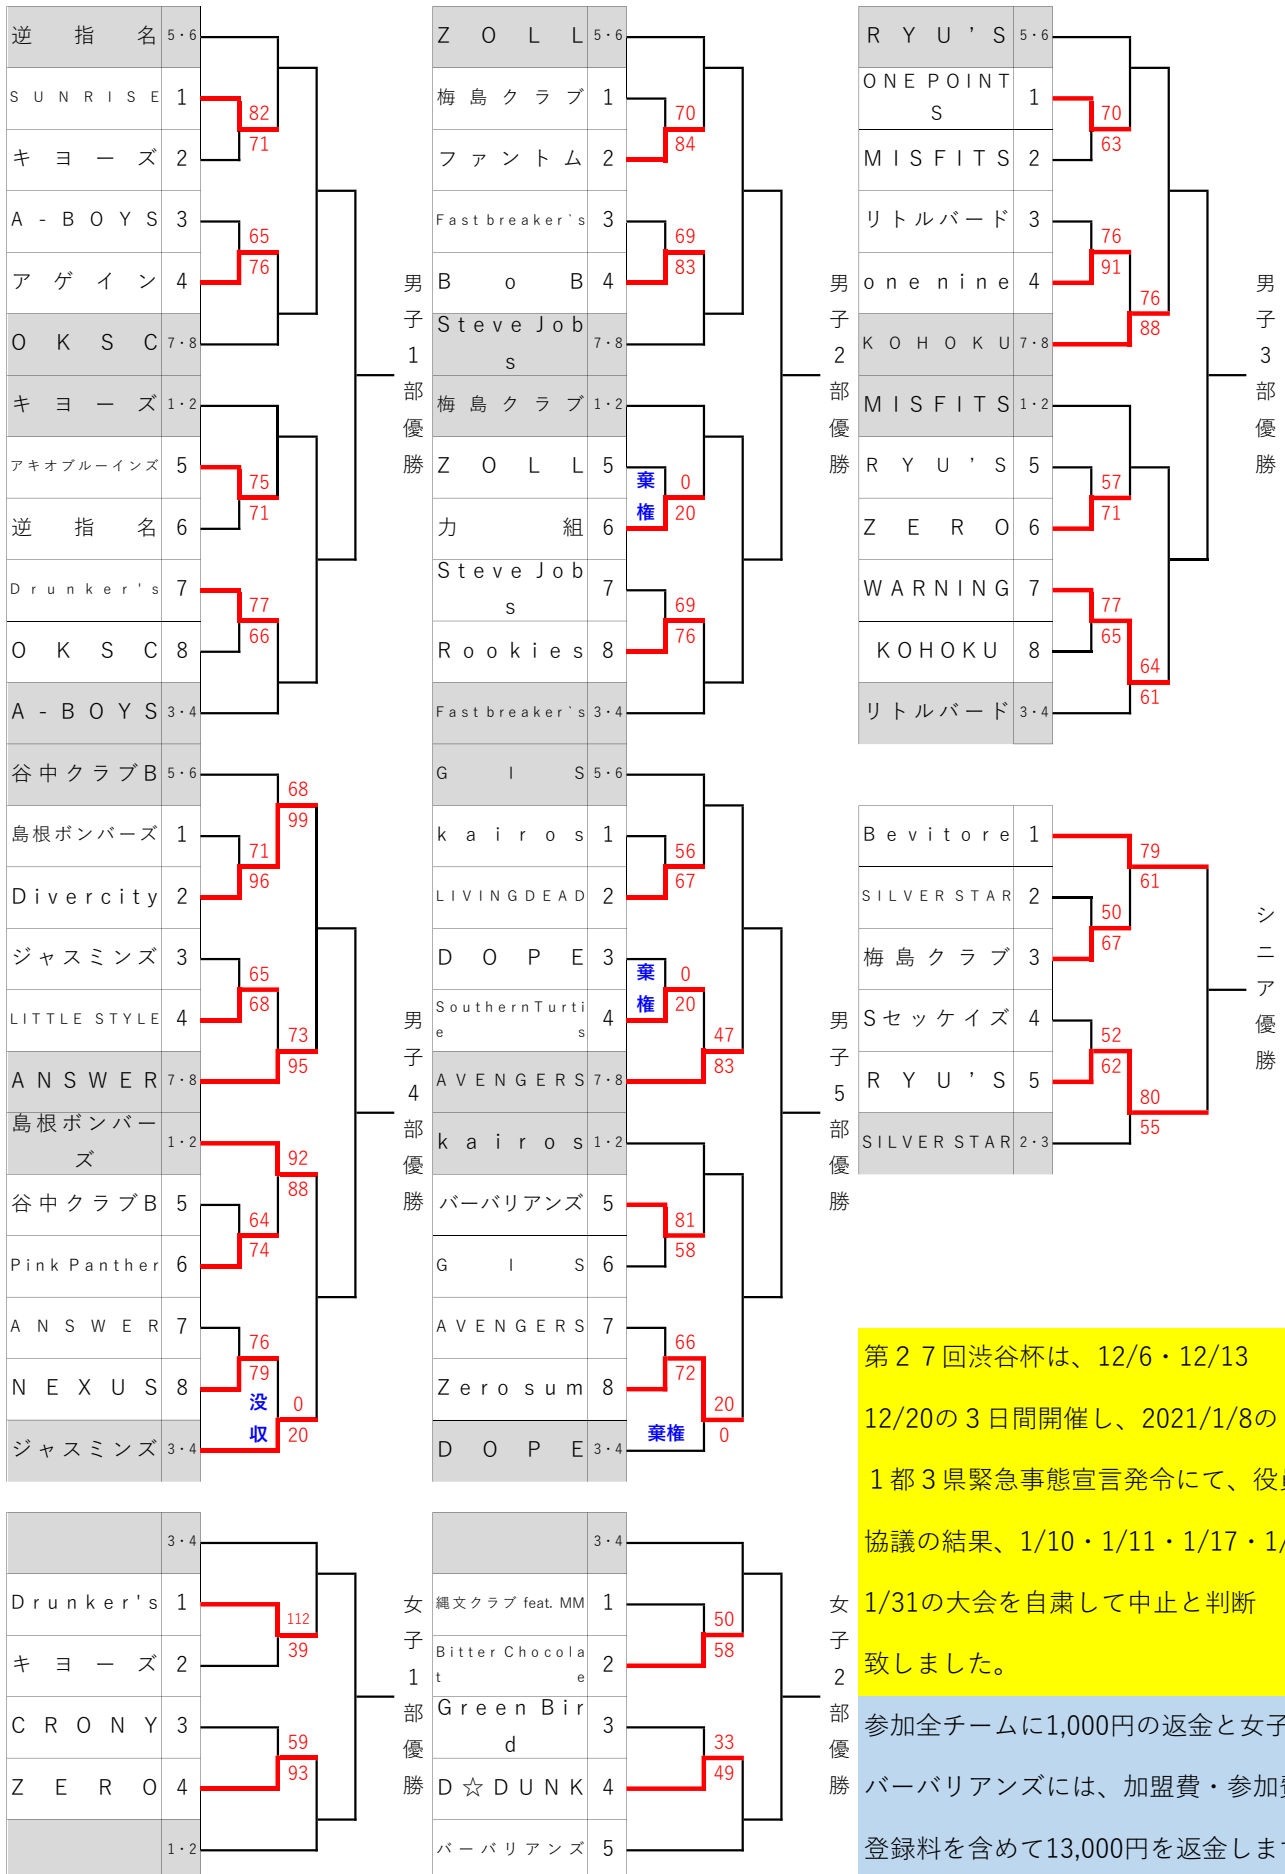 逆指名 5・6
SUNRISE 1
82
71
キヨーズ 2
A-BOYS 3
65
76
アゲイン 4
OKSC 7・8
キヨーズ 1・2
アキオブルーインズ 5
75
71
逆指名 6
Drunker's 7
77
66
OKSC 8
A-BOYS 3・4
男子1部優勝
ZOLL 5・6
梅島クラブ 1
70
84
ファントム 2
Fast breaker`s 3
69
83
BoB 4
Steve Jobs 7・8
梅島クラブ 1・2
ZOLL 5
棄権
0
20
力組 6
Steve Jobs 7
69
76
Rookies 8
Fast breaker`s 3・4
男子2部優勝
RYU'S 5・6
ONE POINTS 1
70
63
MISFITS 2
リトルバード 3
76
91
one nine 4
76
88
KOHOKU 7・8
MISFITS 1・2
RYU'S 5
57
71
ZERO 6
WARNING 7
77
65
KOHOKU 8
64
61
リトルバード 3・4
男子3部優勝
谷中クラブB 5・6
68
99
島根ボンバーズ 1
71
96
Divercity 2
ジャスミンズ 3
65
68
LITTLE STYLE 4
73
95
ANSWER 7・8
島根ボンバーズ 1・2
92
88
谷中クラブB 5
64
74
Pink Panther 6
ANSWER 7
76
79
NEXUS 8
没収
0
20
ジャスミンズ 3・4
男子4部優勝
GIS 5・6
kairos 1
56
67
LIVINGDEAD 2
DOPE 3
棄権
0
20
SouthernTurties 4
47
83
AVENGERS 7・8
kairos 1・2
バーバリアンズ 5
81
58
GIS 6
AVENGERS 7
66
72
Zero sum 8
20
0
棄権
DOPE 3・4
男子5部優勝
Bevitore 1
79
61
SILVER STAR 2
50
67
梅島クラブ 3
Sセッケイズ 4
52
62
RYU'S 5
80
55
SILVER STAR 2・3
シニア優勝
3・4
Drunker's 1
112
39
キヨーズ 2
CRONY 3
59
93
ZERO 4
1・2
女子1部優勝
3・4
縄文クラブ feat. MM 1
50
58
Bitter Chocolate 2
Green Bird 3
33
49
D☆DUNK 4
バーバリアンズ 5
女子2部優勝
第27回渋谷杯は、12/6・12/13
12/20の3日間開催し、2021/1/8の
1都3県緊急事態宣言発令にて、役
協議の結果、1/10・1/11・1/17・1/
1/31の大会を自粛して中止と判断
致しました。
参加全チームに1,000円の返金と女子
バーバリアンズには、加盟費・参加
登録料を含めて13,000円を返金しま